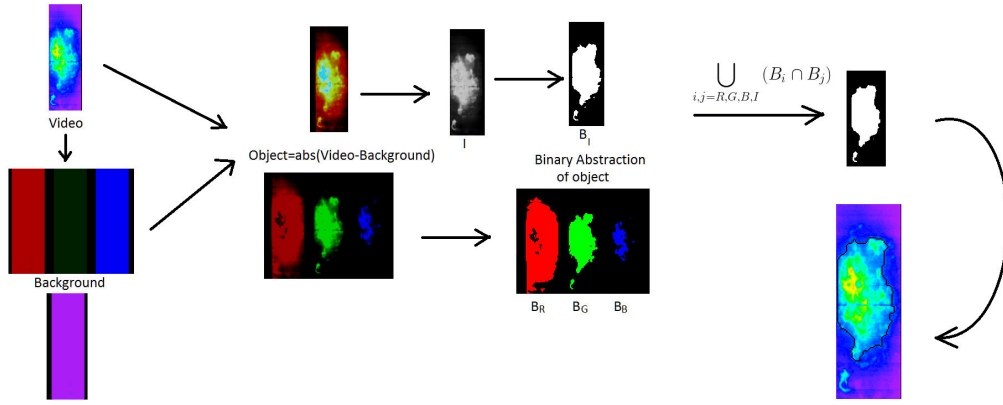 Video
Background
Object=abs(Video-Background)
I
B_I
Binary Abstraction
of object
B_R B_G B_B
⋃ (B_i ∩ B_j)
i,j=R,G,B,I